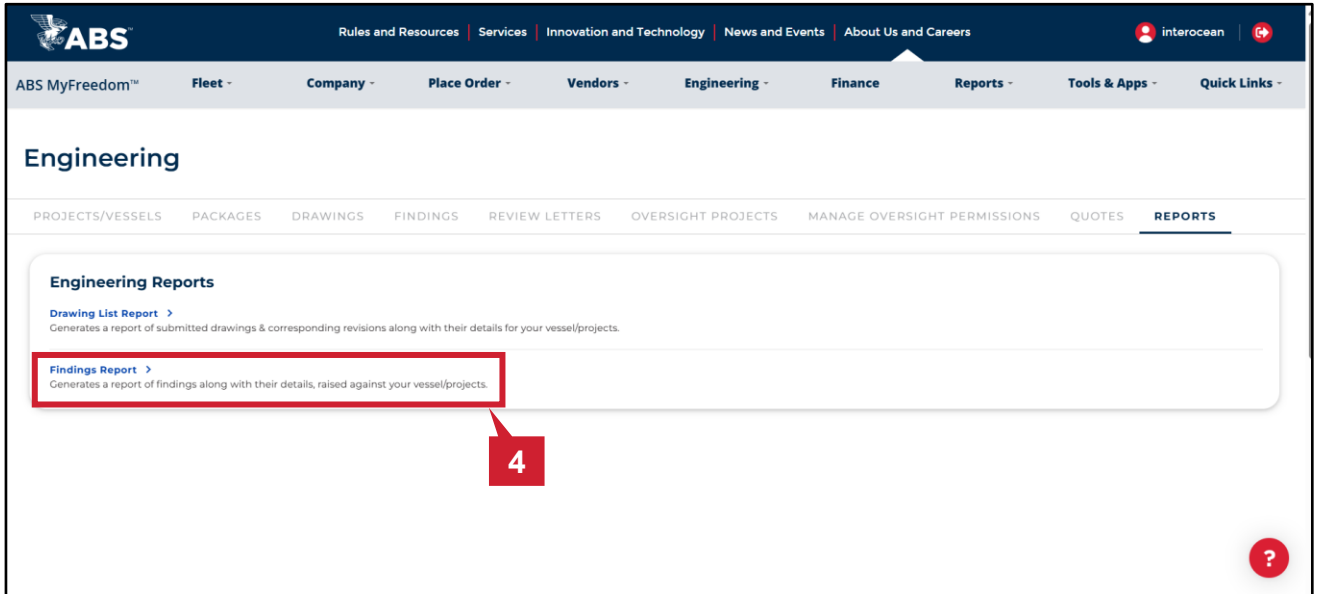 ABS
Rules and Resources | Services | Innovation and Technology | News and Events | About Us and Careers
interocean
ABS MyFreedom™ Fleet Company Place Order Vendors Engineering Finance Reports Tools & Apps Quick Links
Engineering
PROJECTS/VESSELS PACKAGES DRAWINGS FINDINGS REVIEW LETTERS OVERSIGHT PROJECTS MANAGE OVERSIGHT PERMISSIONS QUOTES REPORTS
Engineering Reports
Drawing List Report >
Generates a report of submitted drawings & corresponding revisions along with their details for your vessel/projects.
Findings Report >
Generates a report of findings along with their details, raised against your vessel/projects.
4
?